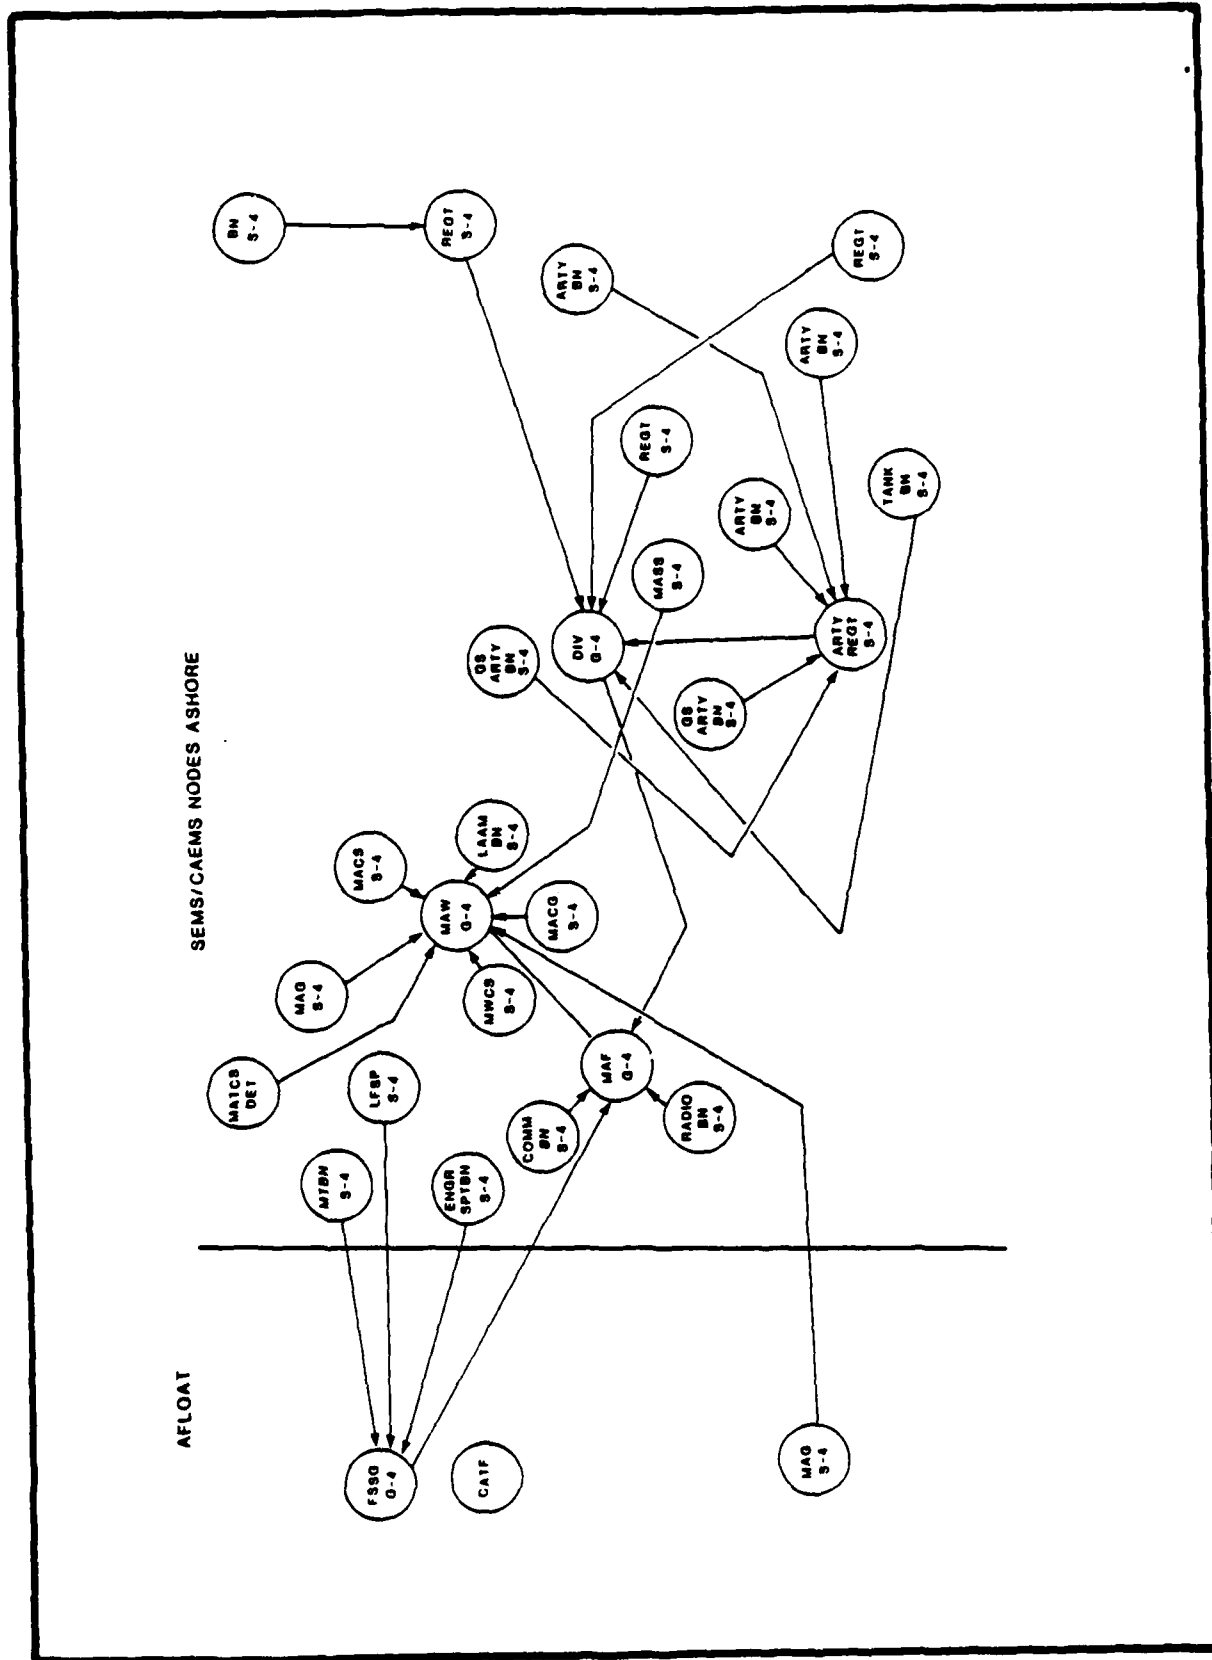 SEMS/CAEMS NODES ASHORE
AFLOAT
BN
S-4
REGT
S-4
ARTY
BN
S-4
REGT
S-4
ARTY
BN
S-4
REGT
S-4
TANK
BN
S-4
ARTY
BN
S-4
MASS
S-4
GS
ARTY
BN
S-4
DIV
G-4
ARTY
REGT
S-4
GS
ARTY
BN
S-4
MACS
S-4
LAAM
BN
S-4
MAW
G-4
MACG
S-4
MAG
S-4
MWCS
S-4
MATCS
DET
LFSP
S-4
MAF
G-4
COMM
BN
S-4
RADIO
BN
S-4
MTBN
S-4
ENGR
SPTBN
S-4
FSSG
G-4
CATF
MAG
S-4